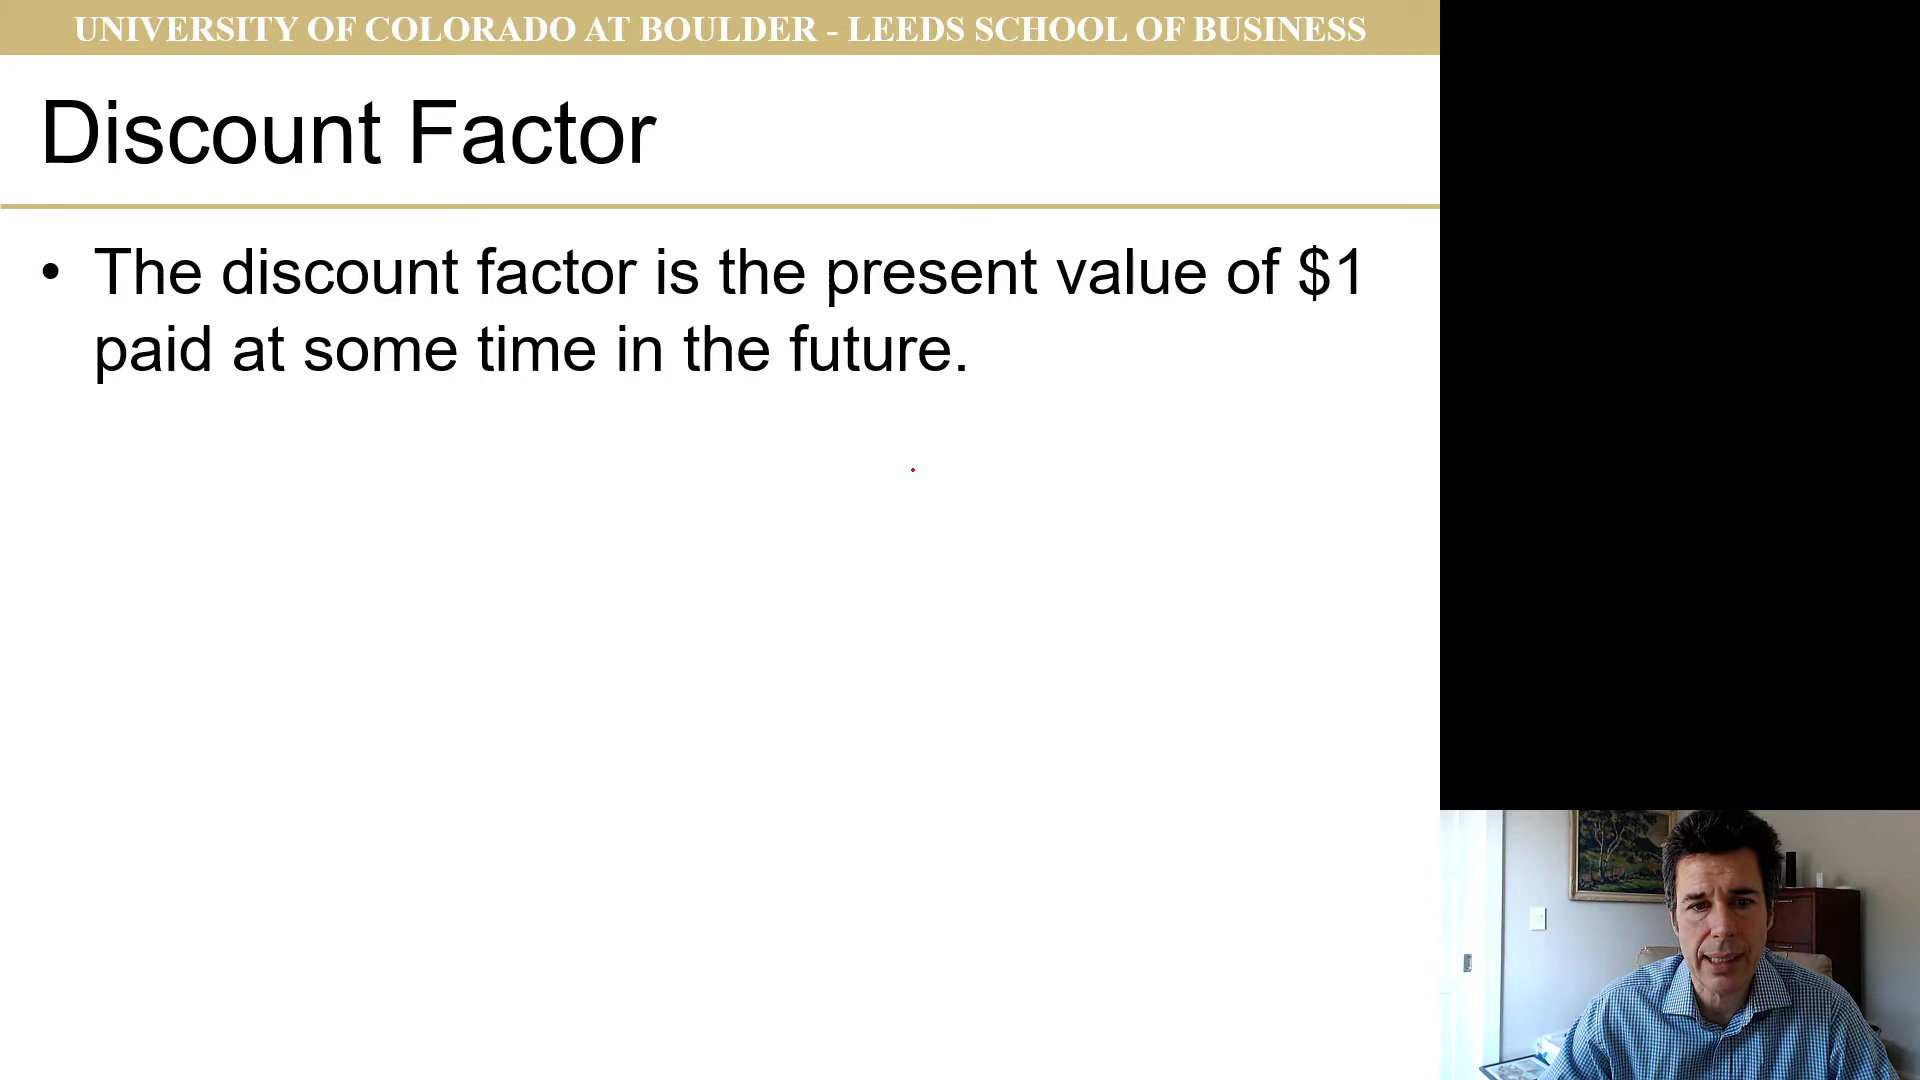 UNIVERSITY OF COLORADO AT BOULDER - LEEDS SCHOOL OF BUSINESS
Discount Factor
• The discount factor is the present value of $1
paid at some time in the future.